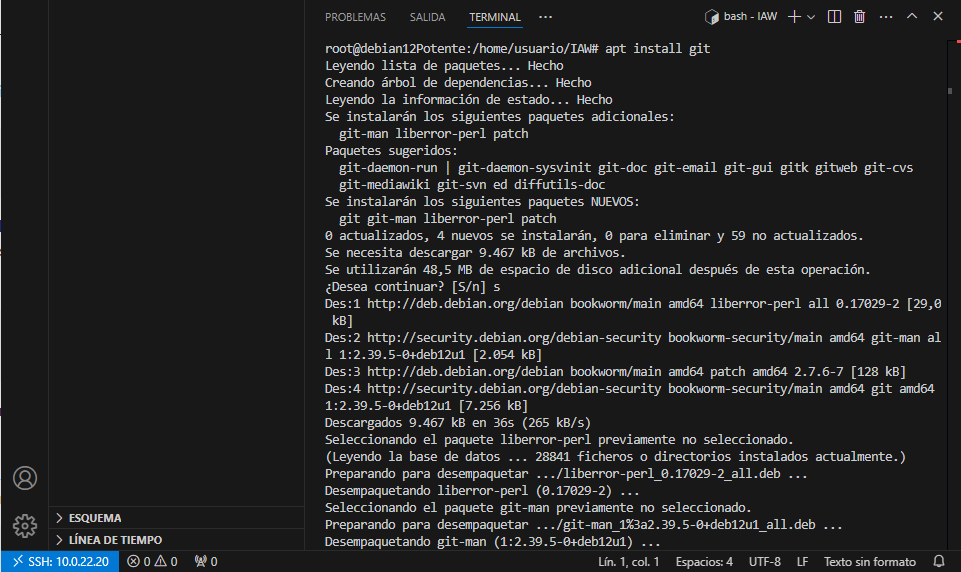 PROBLEMAS SALIDA TERMINAL ··· bash - IAW
root@debian12Potente:/home/usuario/IAW# apt install git
Leyendo lista de paquetes... Hecho
Creando árbol de dependencias... Hecho
Leyendo la información de estado... Hecho
Se instalarán los siguientes paquetes adicionales:
git-man liberror-perl patch
Paquetes sugeridos:
git-daemon-run | git-daemon-sysvinit git-doc git-email git-gui gitk gitweb git-cvs
git-mediawiki git-svn ed diffutils-doc
Se instalarán los siguientes paquetes NUEVOS:
git git-man liberror-perl patch
0 actualizados, 4 nuevos se instalarán, 0 para eliminar y 59 no actualizados.
Se necesita descargar 9.467 kB de archivos.
Se utilizarán 48,5 MB de espacio de disco adicional después de esta operación.
¿Desea continuar? [S/n] s
Des:1 http://deb.debian.org/debian bookworm/main amd64 liberror-perl all 0.17029-2 [29,0
kB]
Des:2 http://security.debian.org/debian-security bookworm-security/main amd64 git-man al
l 1:2.39.5-0+deb12u1 [2.054 kB]
Des:3 http://deb.debian.org/debian bookworm/main amd64 patch amd64 2.7.6-7 [128 kB]
Des:4 http://security.debian.org/debian-security bookworm-security/main amd64 git amd64
1:2.39.5-0+deb12u1 [7.256 kB]
Descargados 9.467 kB en 36s (265 kB/s)
Seleccionando el paquete liberror-perl previamente no seleccionado.
(Leyendo la base de datos ... 28841 ficheros o directorios instalados actualmente.)
Preparando para desempaquetar .../liberror-perl_0.17029-2_all.deb ...
Desempaquetando liberror-perl (0.17029-2) ...
Seleccionando el paquete git-man previamente no seleccionado.
Preparando para desempaquetar .../git-man_1%3a2.39.5-0+deb12u1_all.deb ...
Desempaquetando git-man (1:2.39.5-0+deb12u1) ...
ESQUEMA
LÍNEA DE TIEMPO
SSH: 10.0.22.20 0 0 0 Lín. 1, col. 1 Espacios: 4 UTF-8 LF Texto sin formato